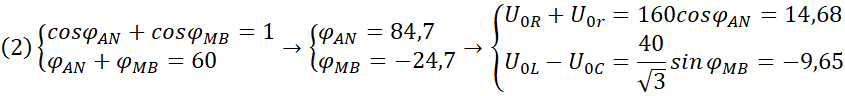 (2) {cosφ_AN + cosφ_MB = 1 → {φ_AN = 84,7 → {U_0R + U_0r = 160cosφ_AN = 14,68
φ_AN + φ_MB = 60 φ_MB = −24,7 U_0L − U_0C = 40/√3 sin φ_MB = −9,65